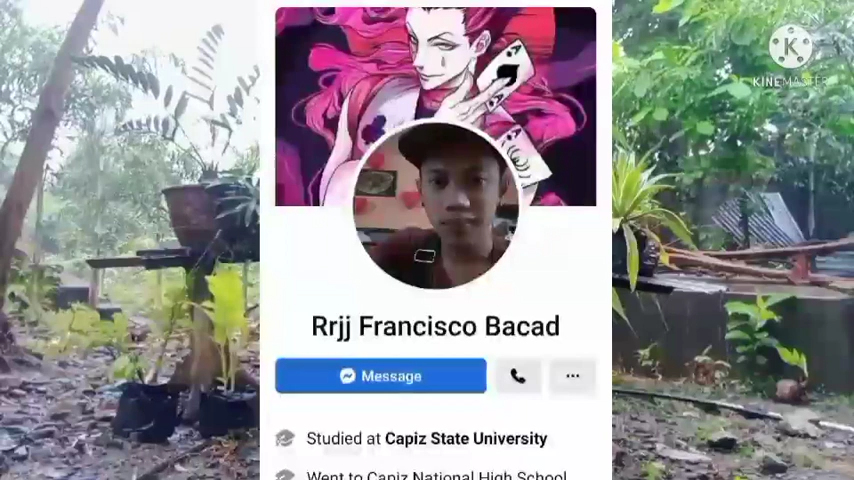 KINEMASTER
Rrjj Francisco Bacad
Message
Studied at Capiz State University
Went to Capiz National High School